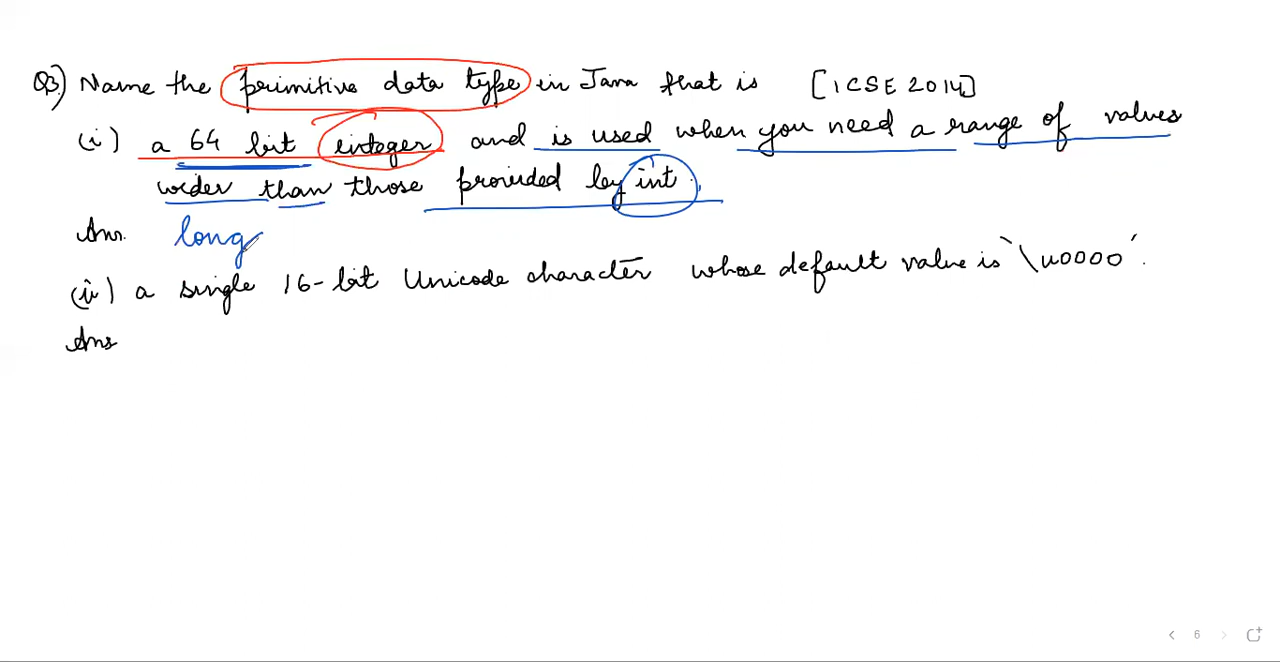 Q3.) Name the primitive data type in Java that is [ICSE 2014]
(i) a 64 bit integer and is used when you need a range of values
wider than those provided by int.
Ans. long
(ii) a single 16-bit Unicode character whose default value is '\u0000'.
Ans
6